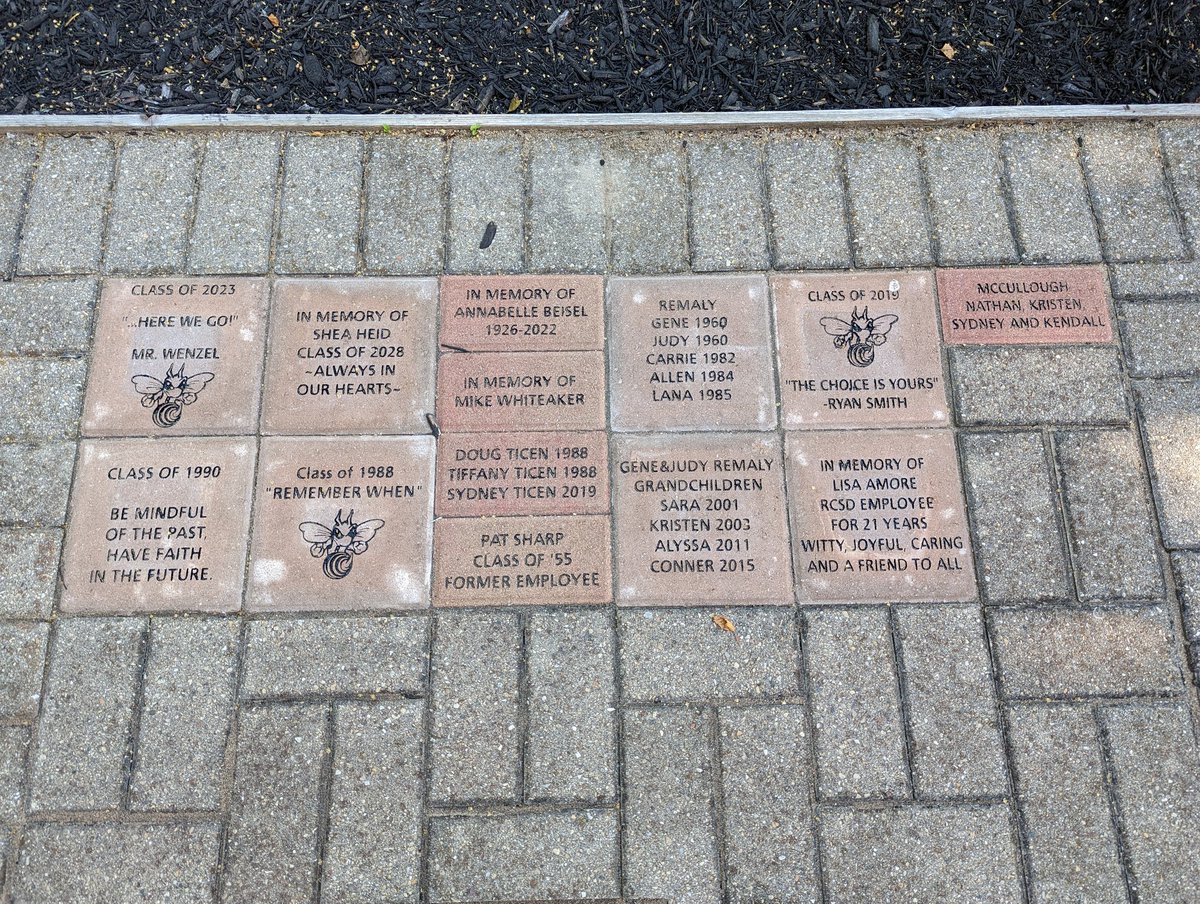 CLASS OF 2023
"...HERE WE GO!"
MR. WENZEL
IN MEMORY OF
SHEA HEID
CLASS OF 2028
~ALWAYS IN
OUR HEARTS~
IN MEMORY OF
ANNABELLE BEISEL
1926-2022
IN MEMORY OF
MIKE WHITEAKER
REMALY
GENE 1960
JUDY 1960
CARRIE 1982
ALLEN 1984
LANA 1985
CLASS OF 2019
"THE CHOICE IS YOURS"
-RYAN SMITH
MCCULLOUGH
NATHAN, KRISTEN,
SYDNEY AND KENDALL
CLASS OF 1990
BE MINDFUL
OF THE PAST,
HAVE FAITH
IN THE FUTURE.
Class of 1988
"REMEMBER WHEN"
DOUG TICEN 1988
TIFFANY TICEN 1988
SYDNEY TICEN 2019
PAT SHARP
CLASS OF '55
FORMER EMPLOYEE
GENE&JUDY REMALY
GRANDCHILDREN
SARA 2001
KRISTEN 2003
ALYSSA 2011
CONNER 2015
IN MEMORY OF
LISA AMORE
RCSD EMPLOYEE
FOR 21 YEARS
WITTY, JOYFUL, CARING
AND A FRIEND TO ALL